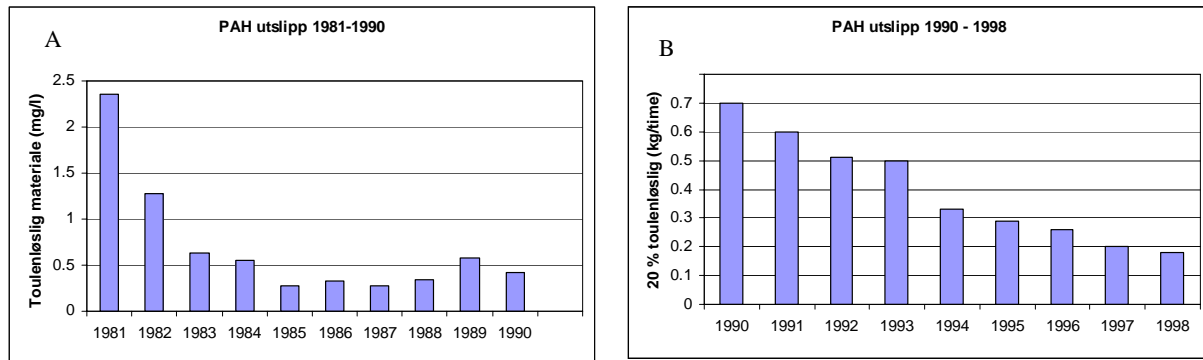 A
PAH utslipp 1981-1990
Toulenløslig materiale (mg/l)
2.5
2
1.5
1
0.5
0
1981 1982 1983 1984 1985 1986 1987 1988 1989 1990
B
PAH utslipp 1990 - 1998
20 % toulenløslig (kg/time)
0.7
0.6
0.5
0.4
0.3
0.2
0.1
0
1990 1991 1992 1993 1994 1995 1996 1997 1998